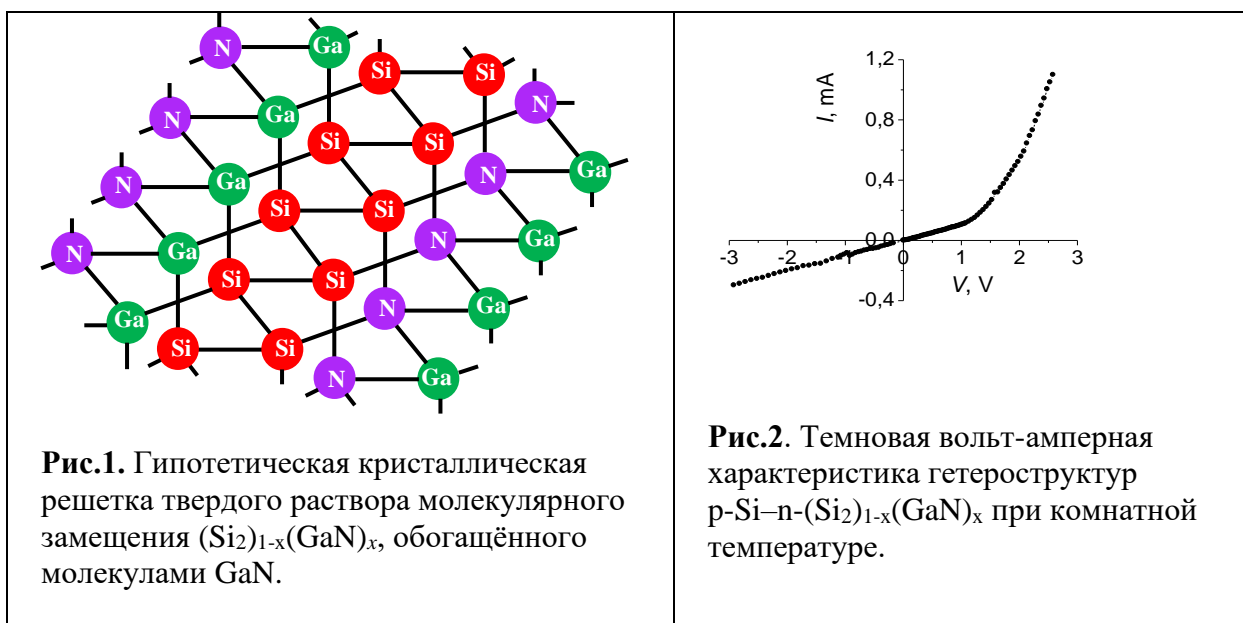 N Ga
Si Si
N Ga N
Si Si
N Ga N Ga
Si Si
N Ga N Ga
Si Si
Ga N Ga
Si Si
N Ga
Рис.1. Гипотетическая кристаллическая
решетка твердого раствора молекулярного
замещения (Si₂)₁₋ₓ(GaN)ₓ, обогащённого
молекулами GaN.
I, mA
1,2
0,8
0,4
0,0
-0,4
-3 -2 -1 0 1 2 3
V, V
Рис.2. Темновая вольт-амперная
характеристика гетероструктур
p-Si–n-(Si₂)₁₋ₓ(GaN)ₓ при комнатной
температуре.